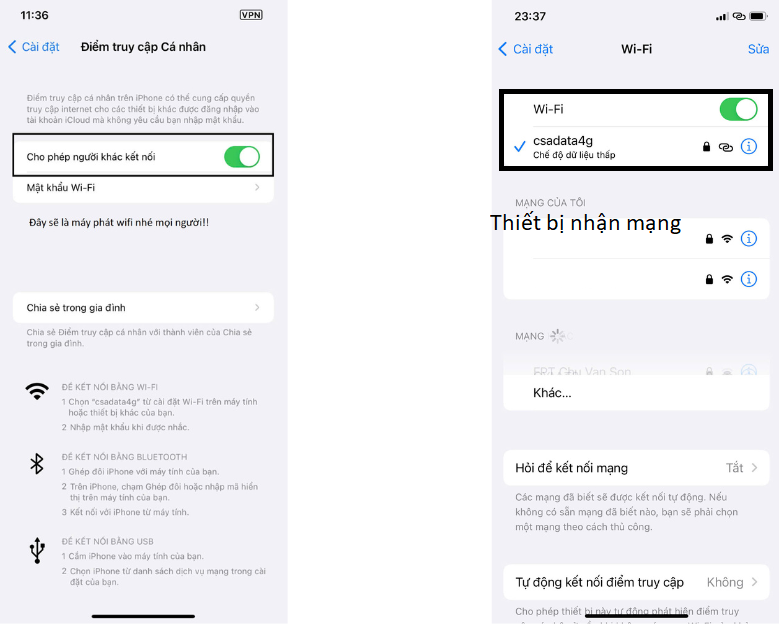 11:36
VPN
Cài đặt
Điểm truy cập Cá nhân
Điểm truy cập cá nhân trên iPhone có thể cung cấp quyền
truy cập internet cho các thiết bị khác được đăng nhập vào
tài khoản iCloud mà không yêu cầu bạn nhập mật khẩu.
Cho phép người khác kết nối
Mật khẩu Wi-Fi
Đây sẽ là máy phát wifi nhé mọi người!!
Chia sẻ trong gia đình
Chia sẻ Điểm truy cập cá nhân với thành viên của Chia sẻ
trong gia đình.
ĐỂ KẾT NỐI BẰNG WI-FI
1 Chọn “csadata4g” từ cài đặt Wi-Fi trên máy tính
hoặc thiết bị khác của bạn.
2 Nhập mật khẩu khi được nhắc.
ĐỂ KẾT NỐI BẰNG BLUETOOTH
1 Ghép đôi iPhone với máy tính của bạn.
2 Trên iPhone, chạm Ghép đôi hoặc nhập mã hiển
thị trên máy tính của bạn.
3 Kết nối với iPhone từ máy tính.
ĐỂ KẾT NỐI BẰNG USB
1 Cắm iPhone vào máy tính của bạn.
2 Chọn iPhone từ danh sách dịch vụ mạng trong cài
đặt của bạn.
23:37
Cài đặt
Wi-Fi
Sửa
Wi-Fi
csadata4g
Chế độ dữ liệu thấp
MẠNG CỦA TÔI
Thiết bị nhận mạng
MẠNG
Khác...
Hỏi để kết nối mạng
Tắt
Các mạng đã biết sẽ được kết nối tự động. Nếu
không có sẵn mạng đã biết nào, bạn sẽ phải chọn
một mạng theo cách thủ công.
Tự động kết nối điểm truy cập
Không
Cho phép thiết bị này tự động phát hiện điểm truy